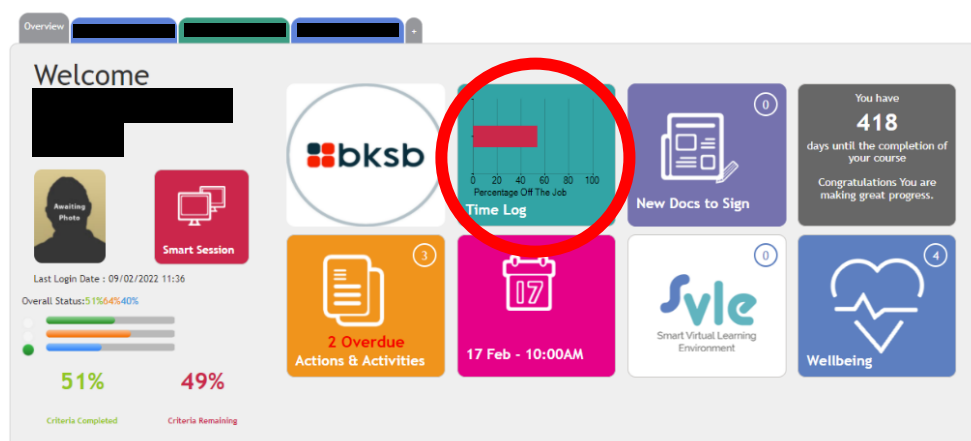 Overview
+
Welcome
Awaiting
Photo
Smart Session
Last Login Date : 09/02/2022 11:36
Overall Status:51%64%40%
51%
49%
Criteria Completed
Criteria Remaining
bksb
0 20 40 60 80 100
Percentage Off The Job
Time Log
0
New Docs to Sign
You have
418
days until the completion of
your course
Congratulations You are
making great progress.
3
2 Overdue
Actions & Activities
17
17 Feb - 10:00AM
0
Svle
Smart Virtual Learning
Environment
4
Wellbeing